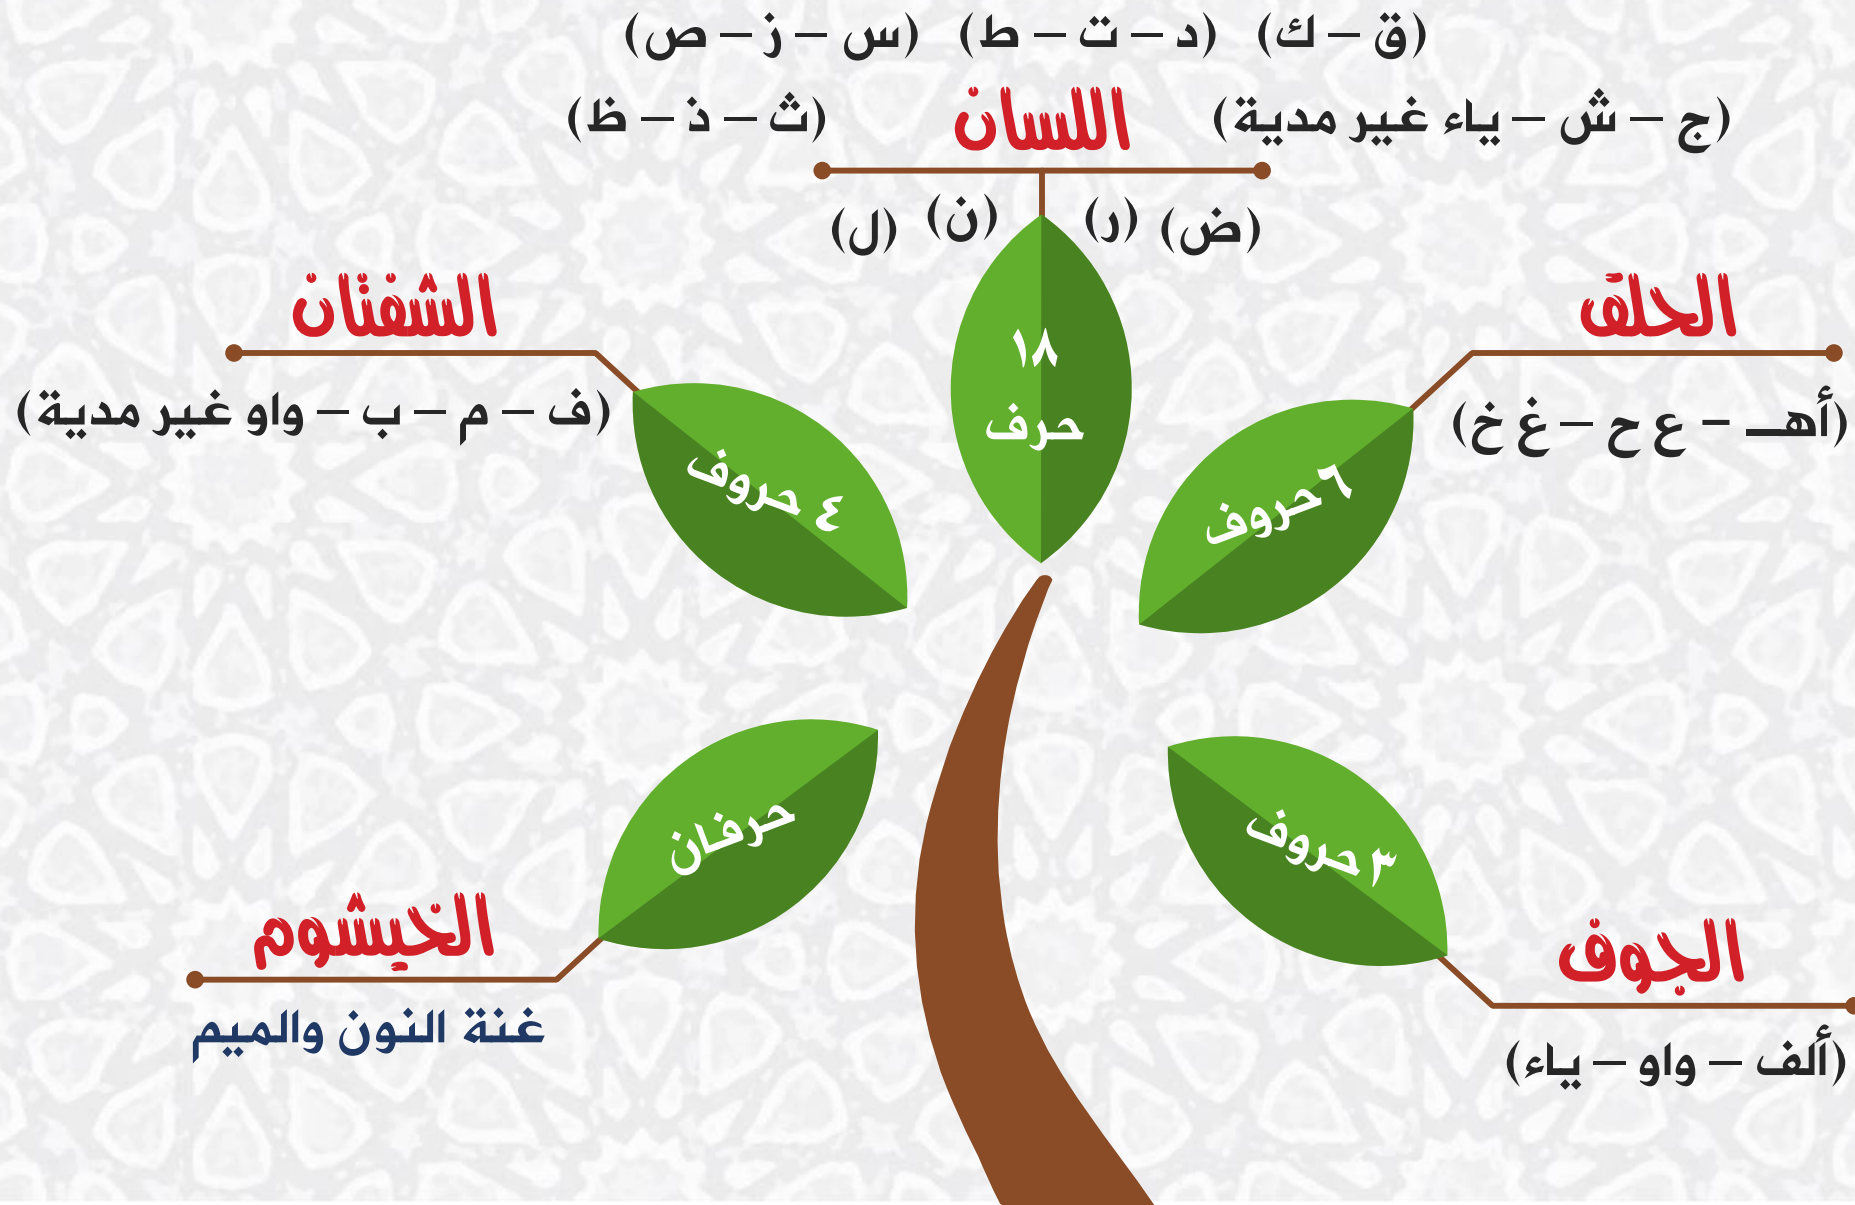 (ق – ك) (د – ت – ط) (س – ز – ص)
(ج – ش – ياء غير مدية) اللسان (ث – ذ – ظ)
(ض) (ر) (ن) (ل)
١٨
حرف
الحلق
(أهـ – ع ح – غ خ)
٦ حروف
الشفتان
(ف – م – ب – واو غير مدية)
٤ حروف
الجوف
(ألف – واو – ياء)
٣ حروف
الخيشوم
غنة النون والميم
حرفان